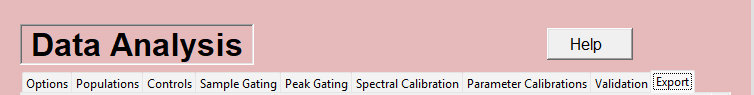 Data Analysis
Help
Options Populations Controls Sample Gating Peak Gating Spectral Calibration Parameter Calibrations Validation Export